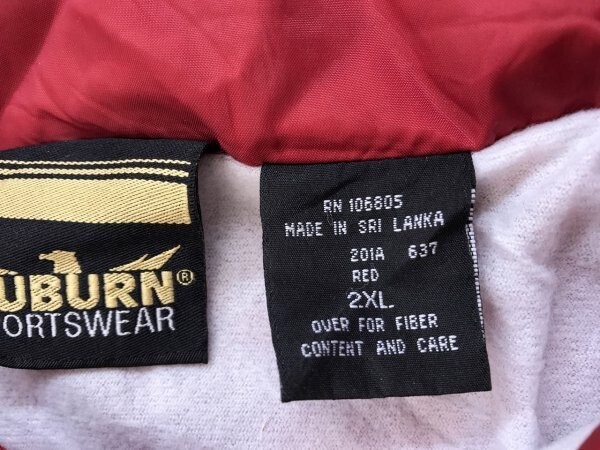 UBURN®
ORTSWEAR
RN 106805
MADE IN SRI LANKA
201A 637
RED
2XL
OVER FOR FIBER
CONTENT AND CARE